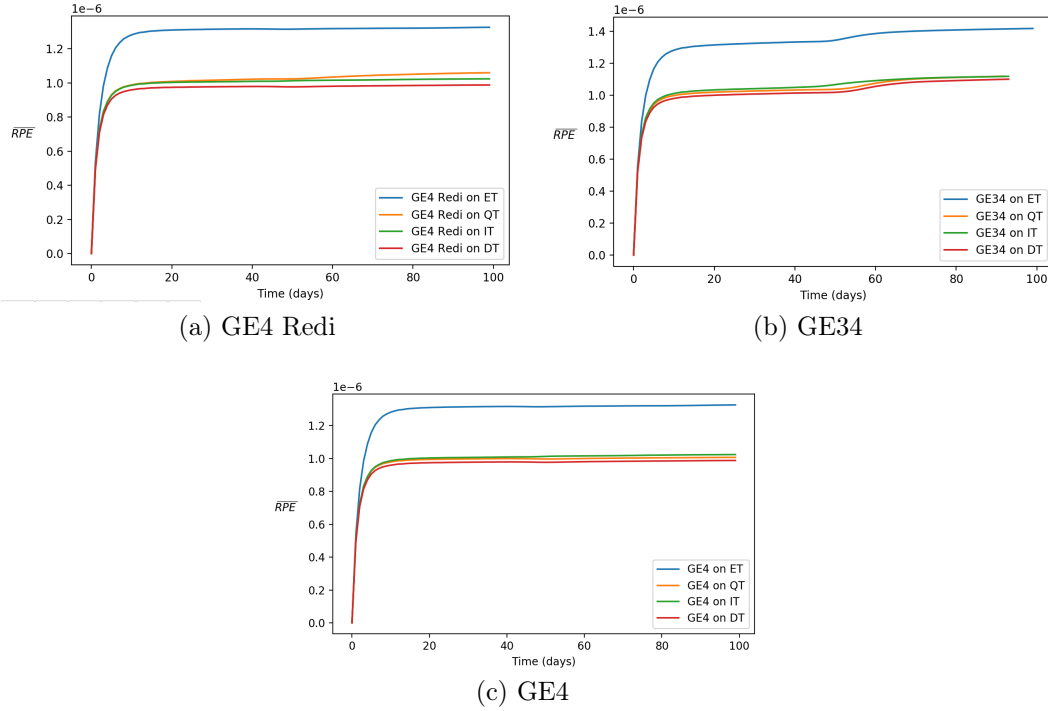 1e−6
1.2
1.0
0.8
0.6
0.4
0.2
0.0
RPE
0 20 40 60 80 100
Time (days)
GE4 Redi on ET
GE4 Redi on QT
GE4 Redi on IT
GE4 Redi on DT
(a) GE4 Redi
1e−6
1.4
1.2
1.0
0.8
0.6
0.4
0.2
0.0
RPE
0 20 40 60 80 100
Time (days)
GE34 on ET
GE34 on QT
GE34 on IT
GE34 on DT
(b) GE34
1e−6
1.2
1.0
0.8
0.6
0.4
0.2
0.0
RPE
0 20 40 60 80 100
Time (days)
GE4 on ET
GE4 on QT
GE4 on IT
GE4 on DT
(c) GE4